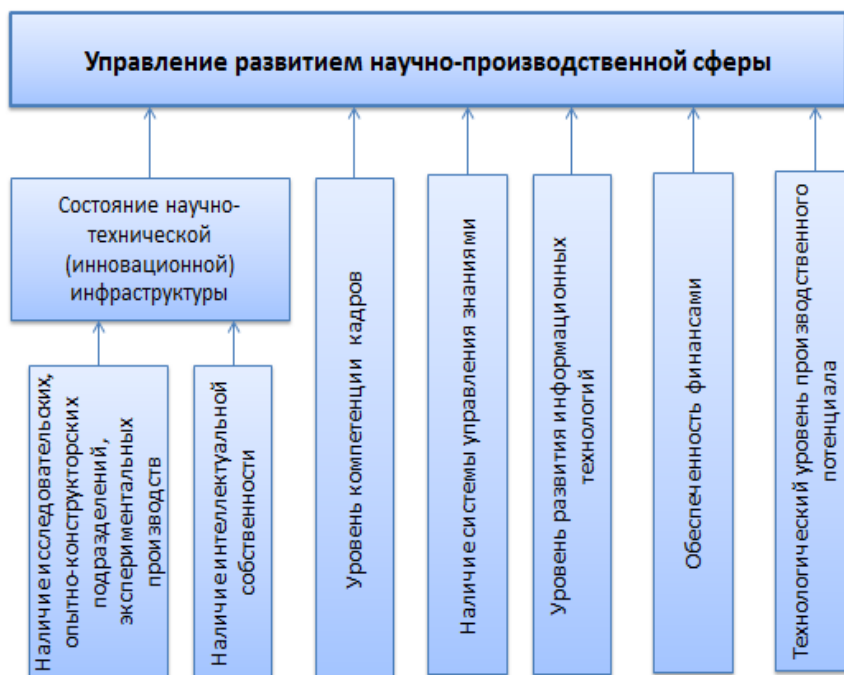 Управление развитием научно-производственной сферы
Состояние научно-
технической
(инновационной)
инфраструктуры
Наличие исследовательских,
опытно-конструкторских
подразделений,
экспериментальных
производств
Наличие интеллектуальной
собственности
Уровень компетенции кадров
Наличие системы управления знаниями
Уровень развития информационных
технологий
Обеспеченность финансами
Технологический уровень производственного
потенциала